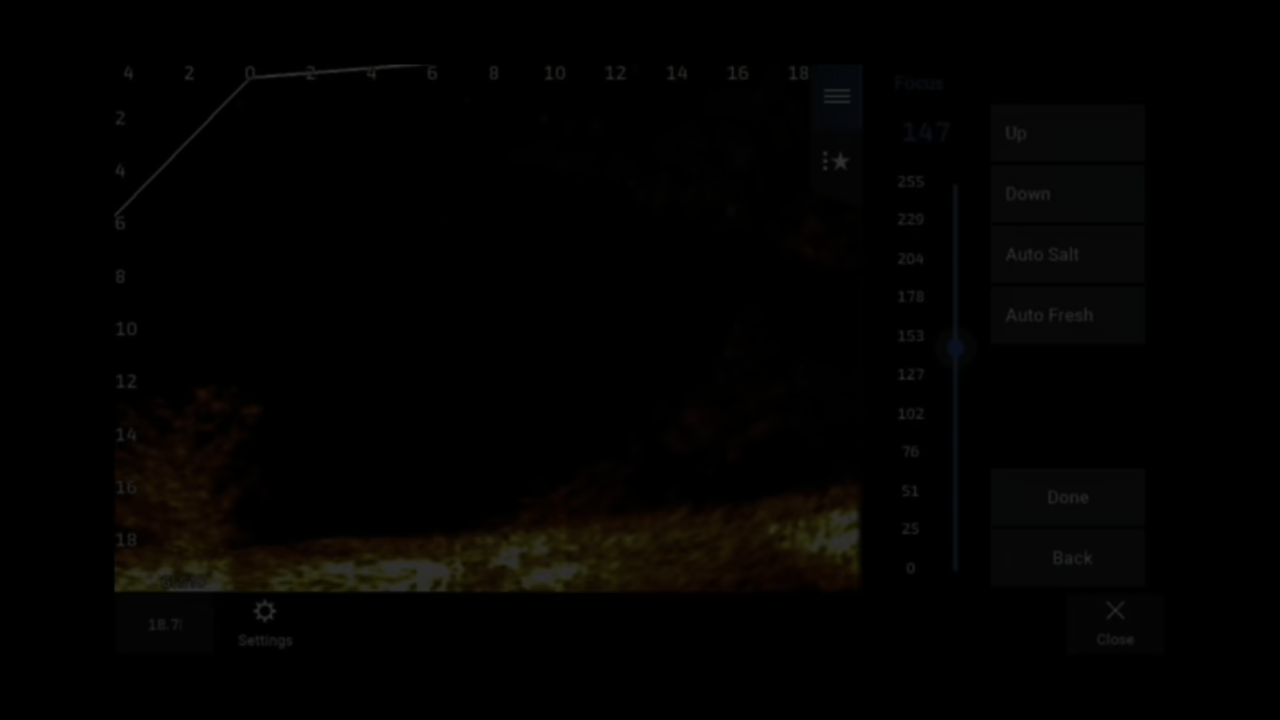 4 2 0 2 4 6 8 10 12 14 16 18
2
4
6
8
10
12
14
16
18
Focus
147
255
229
204
178
153
127
102
76
51
25
0
Up
Down
Auto Salt
Auto Fresh
Done
Back
18.7
Settings
Close